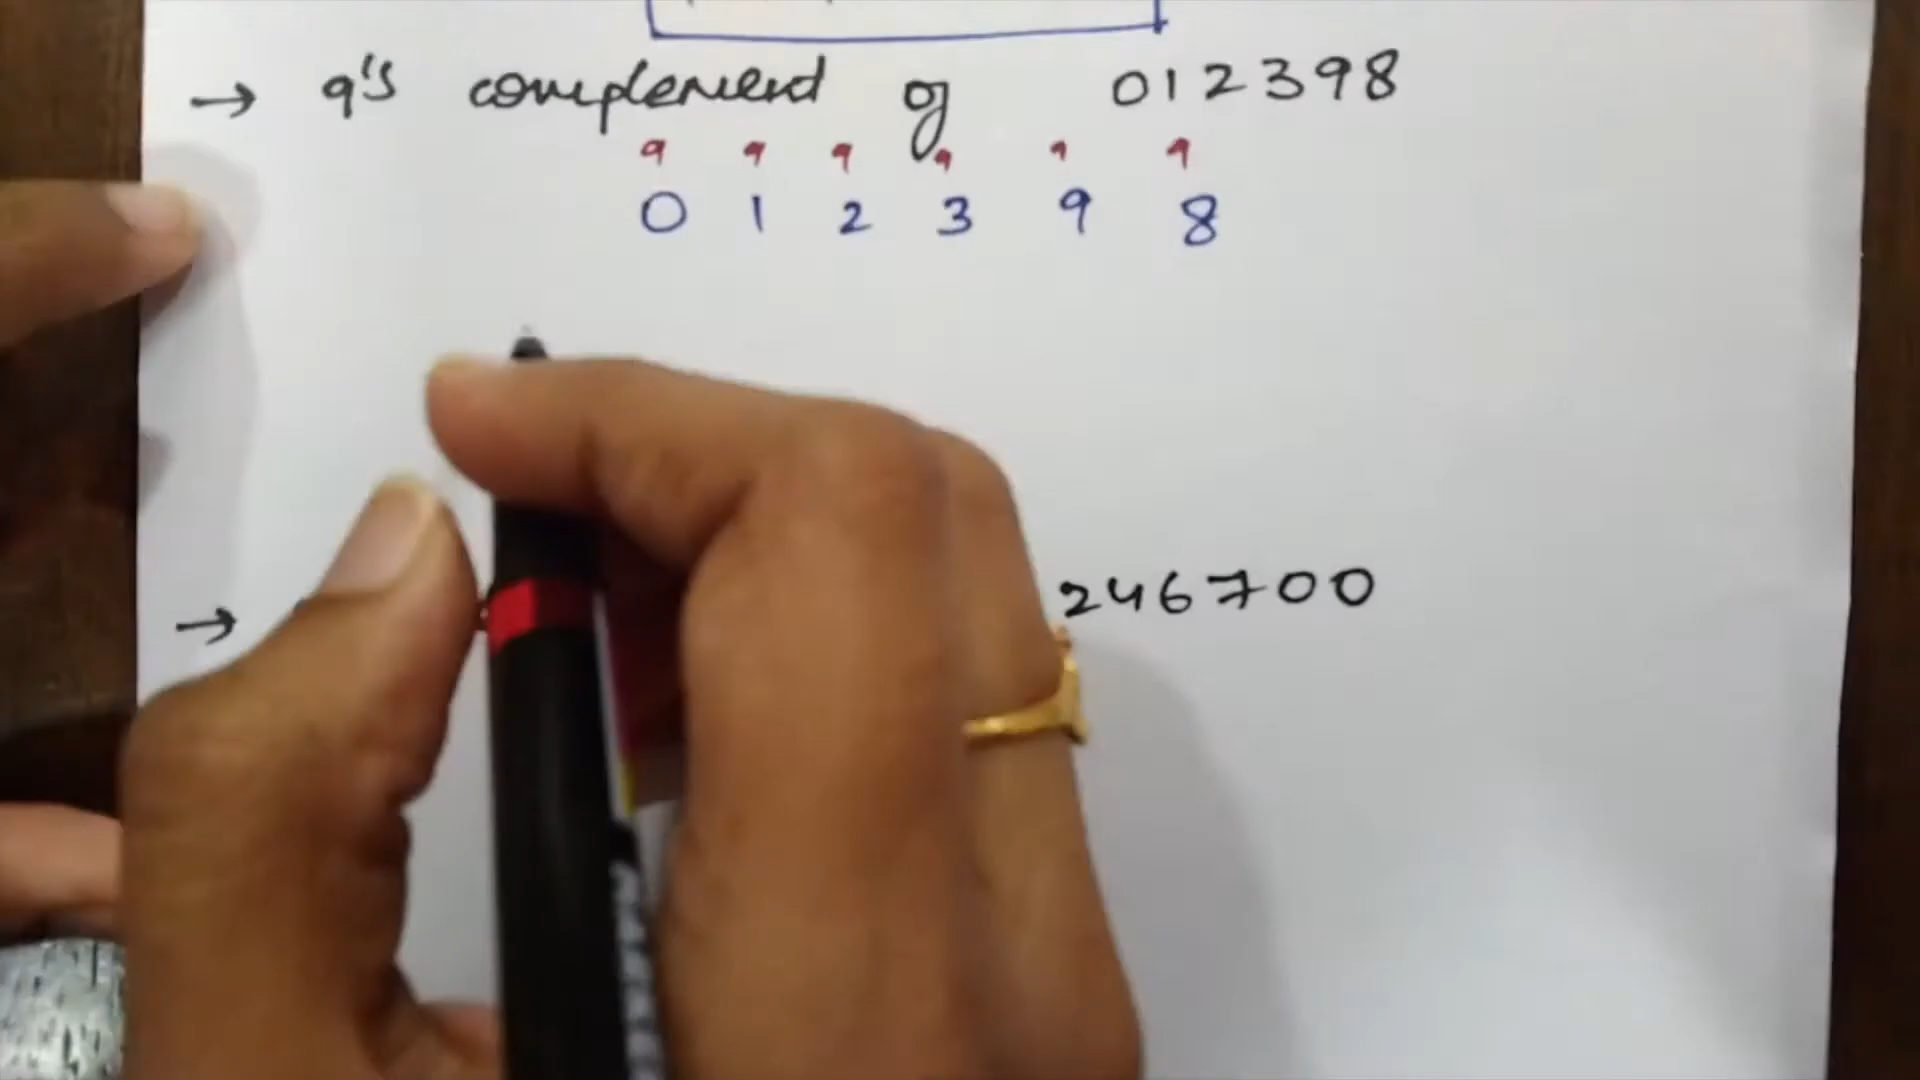 → 9's complement of 012398
9 9 9 9 9 9
0 1 2 3 9 8
→ 246700